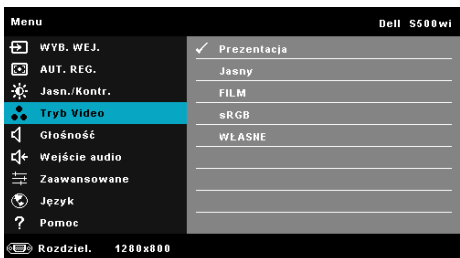 Menu Dell S500wi
WYB. WEJ.
AUT. REG.
Jasn./Kontr.
Tryb Video
Głośność
Wejście audio
Zaawansowane
Język
Pomoc
Prezentacja
Jasny
FILM
sRGB
WŁASNE
Rozdziel. 1280x800